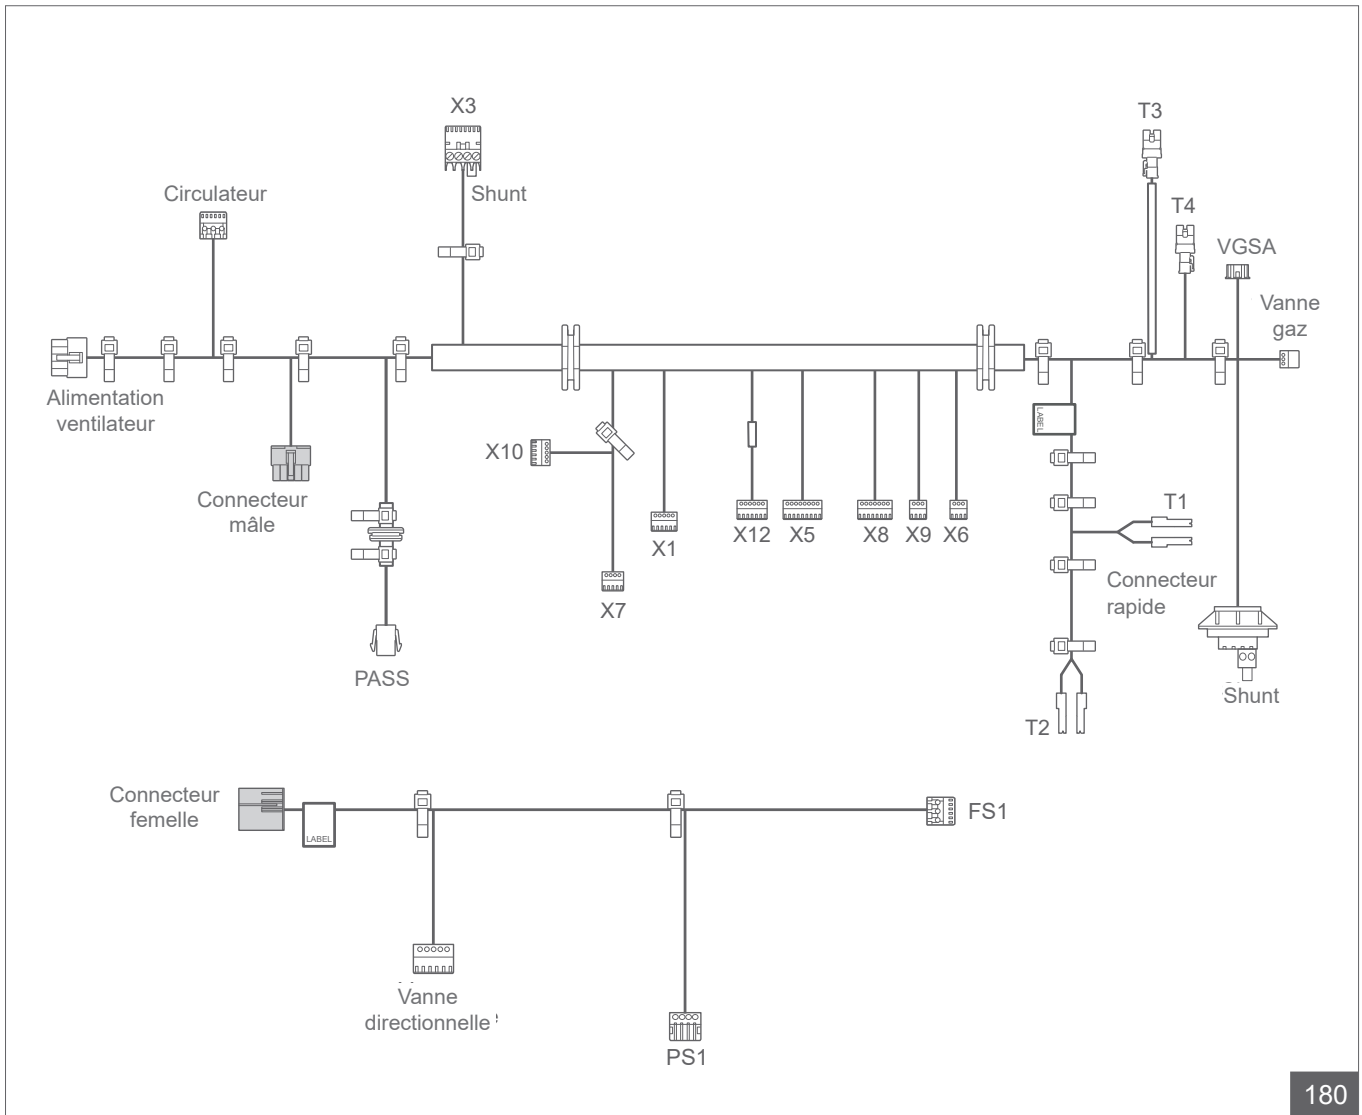 X3
T3
Circulateur
Shunt
T4
VGSA
Vanne
gaz
Alimentation
ventilateur
LABEL
X10
Connecteur
mâle
T1
X1
X12
X5
X8
X9
X6
Connecteur
rapide
X7
PASS
Shunt
T2
Connecteur
femelle
LABEL
FS1
Vanne
directionnelle
PS1
180